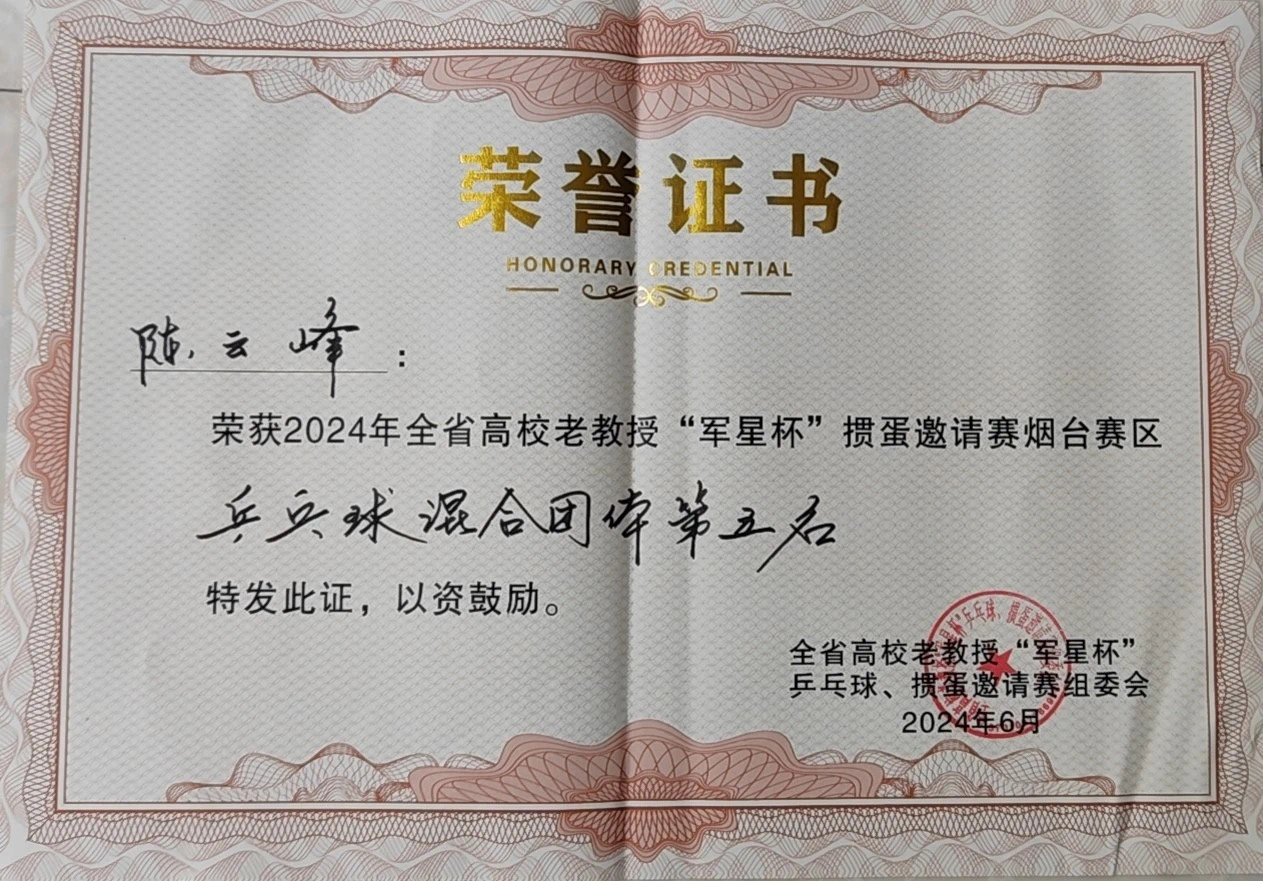 荣誉证书
HONORARY CREDENTIAL
陈云峰：
荣获2024年全省高校老教授“军星杯”掼蛋邀请赛烟台赛区
乒乓球混合团体第五名
特发此证，以资鼓励。
全省高校老教授“军星杯”
乒乓球、掼蛋邀请赛组委会
2024年6月